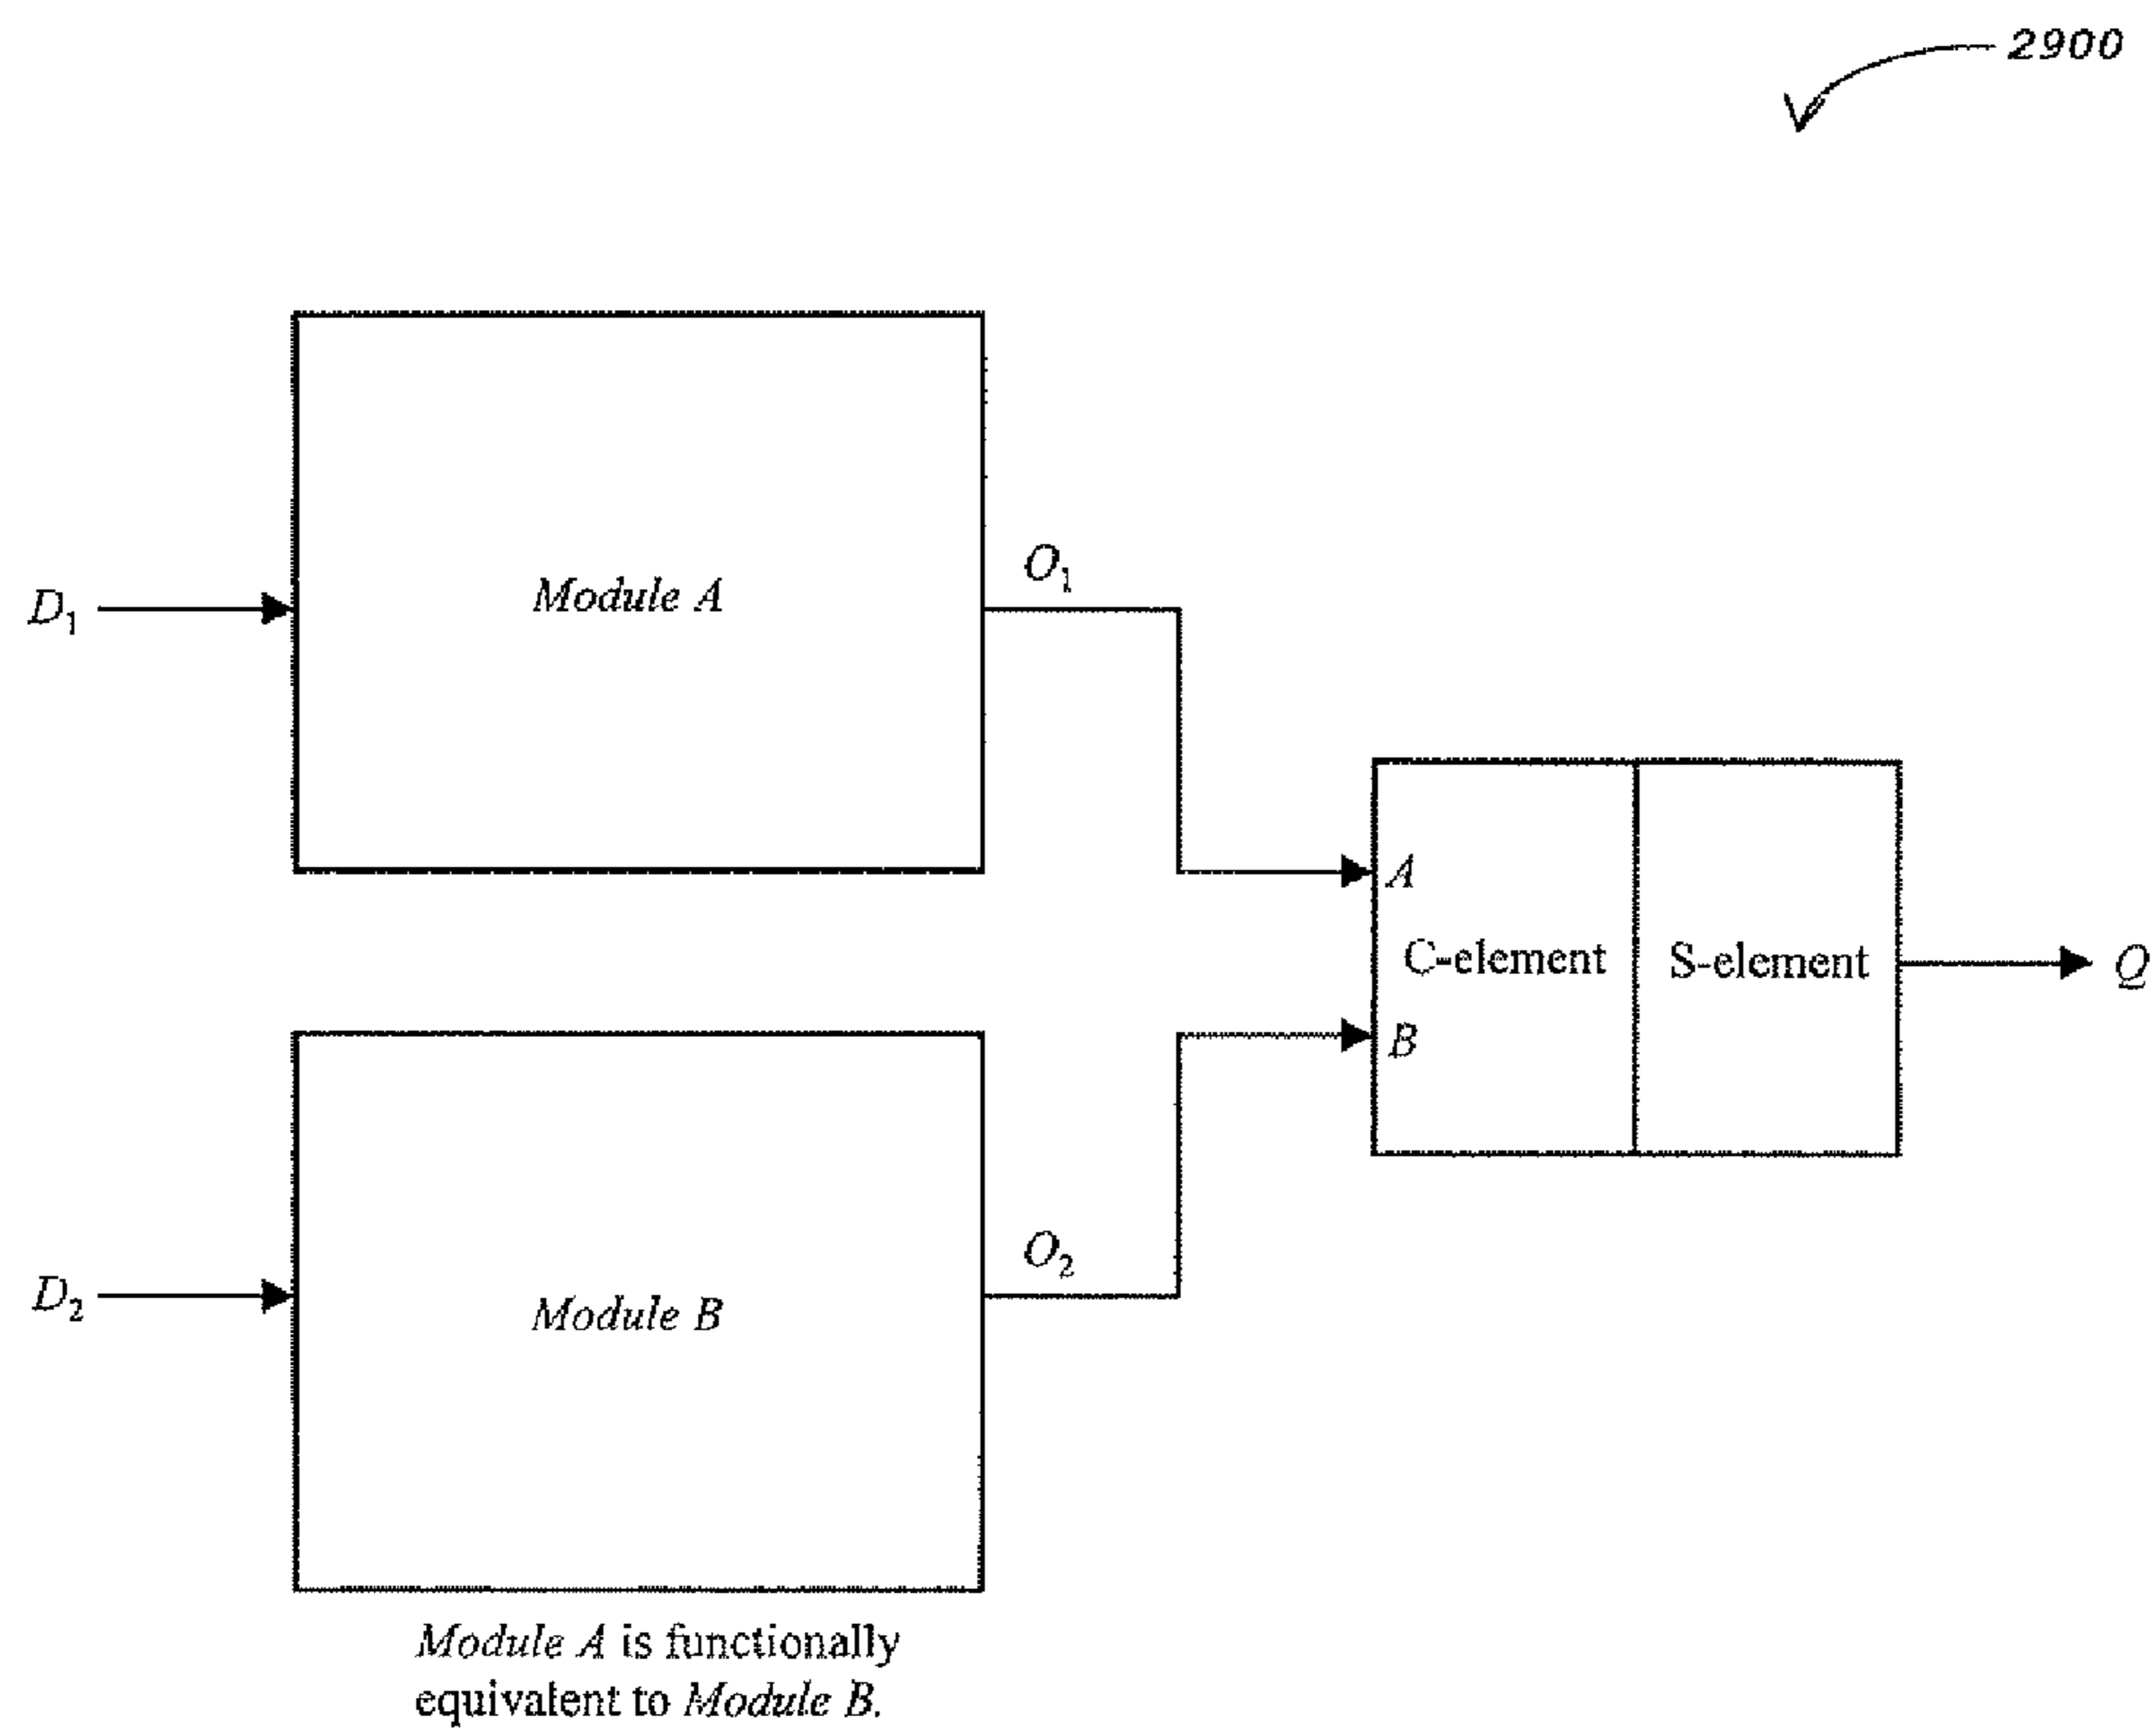 2900
Module A
O₁
D₁
A
C-element
S-element
Q
B
O₂
D₂
Module B
Module A is functionally
equivalent to Module B.